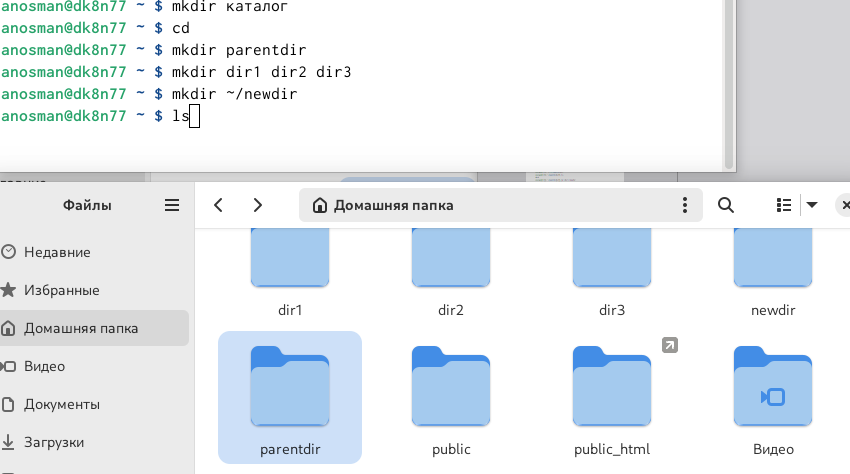 anosman@dk8n77 ~ $ mkdir каталог
anosman@dk8n77 ~ $ cd
anosman@dk8n77 ~ $ mkdir parentdir
anosman@dk8n77 ~ $ mkdir dir1 dir2 dir3
anosman@dk8n77 ~ $ mkdir ~/newdir
anosman@dk8n77 ~ $ ls
Файлы
Домашняя папка
Недавние
Избранные
Домашняя папка
Видео
Документы
Загрузки
dir1 dir2 dir3 newdir
parentdir public public_html Видео